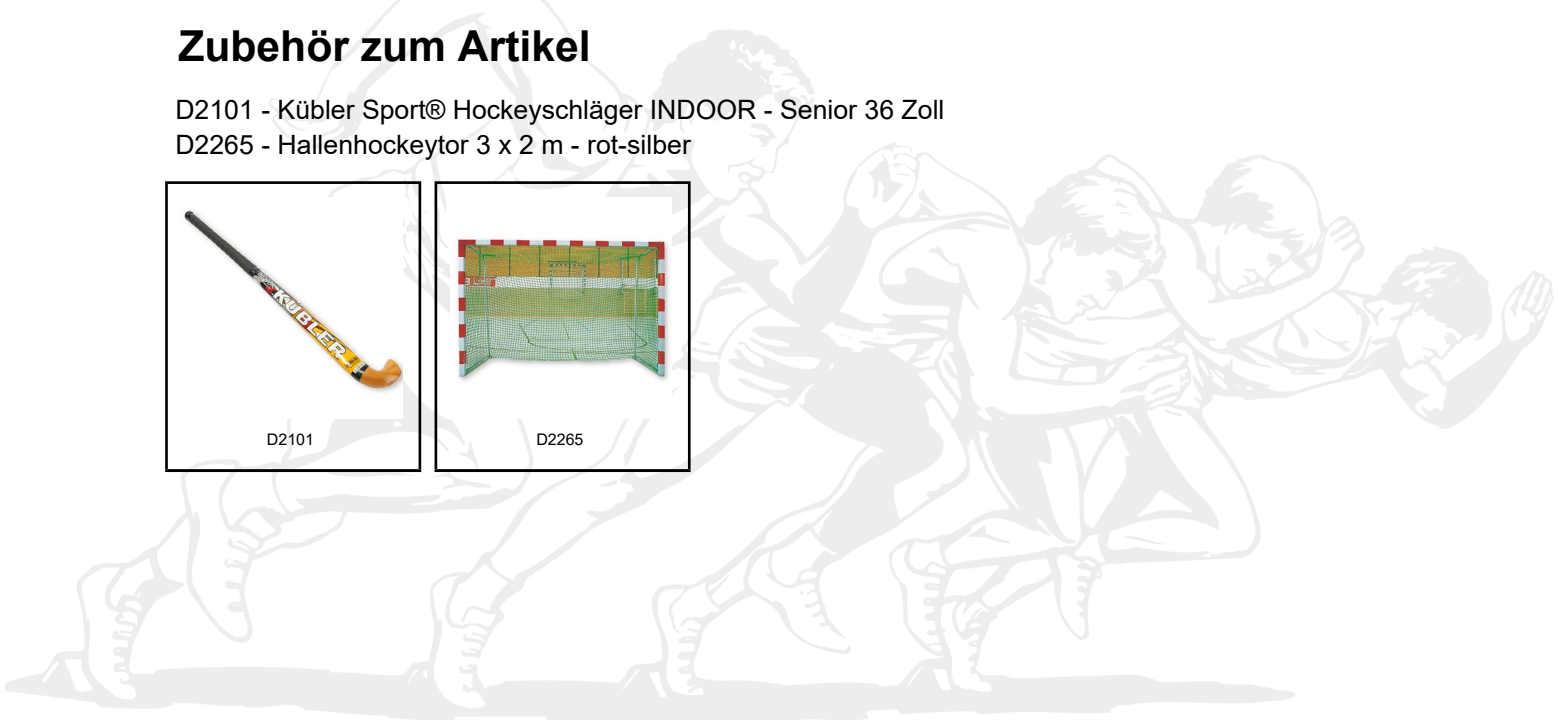 Zubehör zum Artikel
D2101 - Kübler Sport® Hockeyschläger INDOOR - Senior 36 Zoll
D2265 - Hallenhockeytor 3 x 2 m - rot-silber
KÜBLER
D2101
D2265